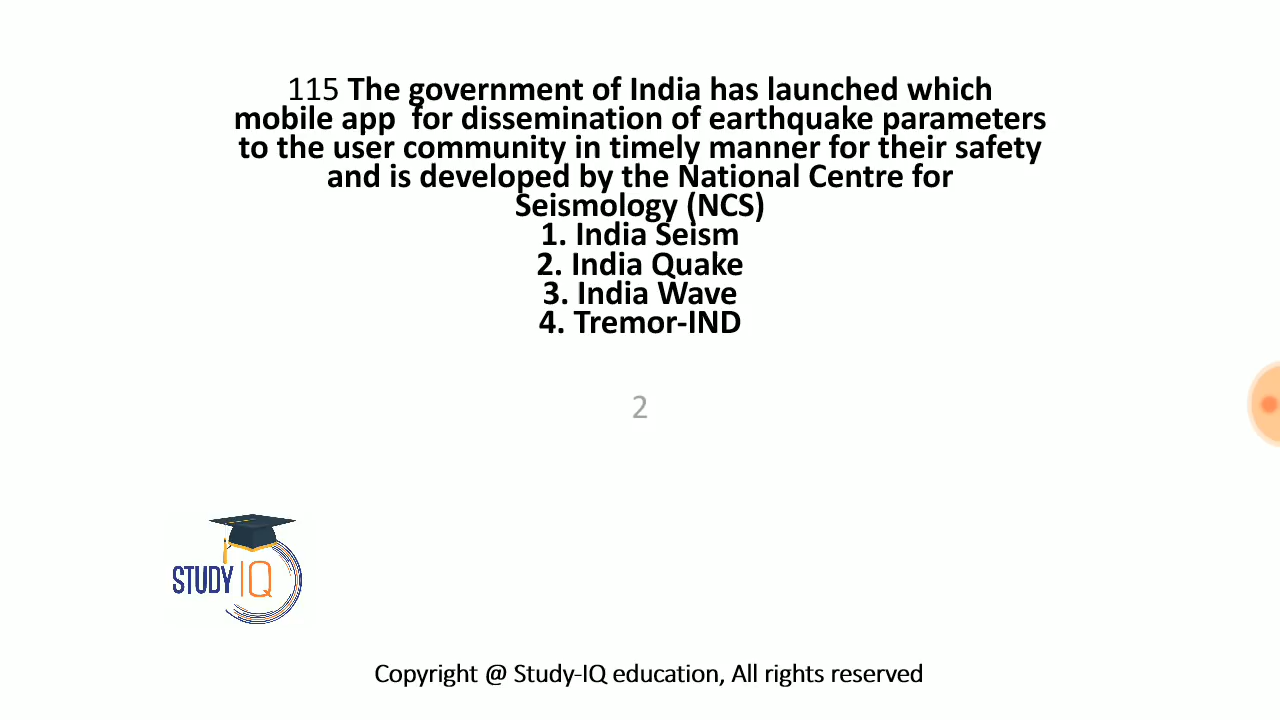 115 The government of India has launched which
mobile app  for dissemination of earthquake parameters
to the user community in timely manner for their safety
and is developed by the National Centre for
Seismology (NCS)
1. India Seism
2. India Quake
3. India Wave
4. Tremor-IND
2
STUDY IQ
Copyright @ Study-IQ education, All rights reserved